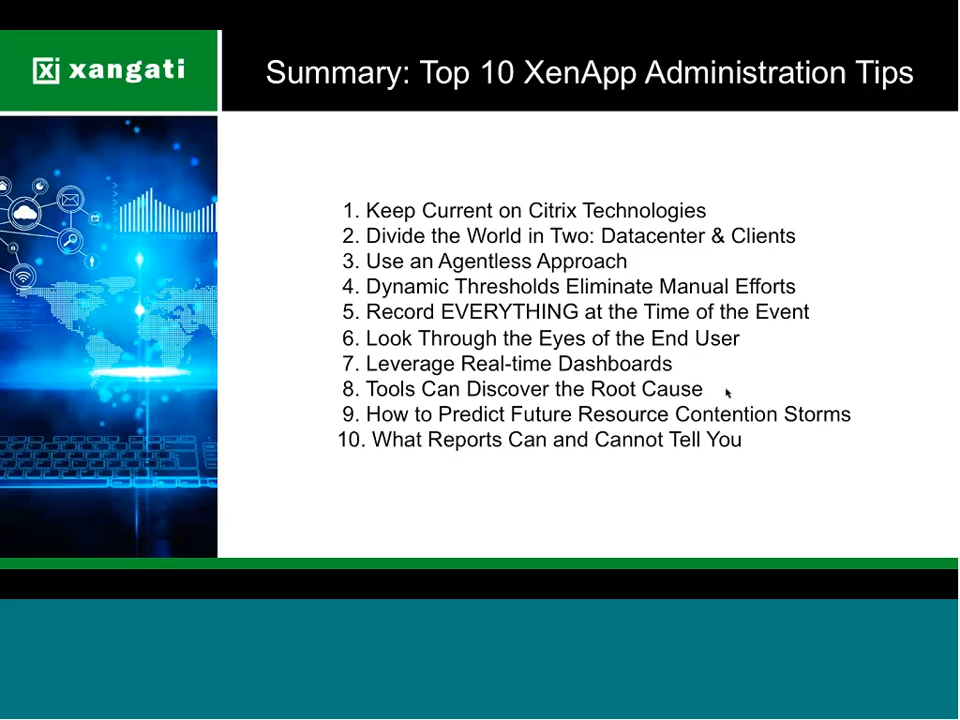 xi xangati
Summary: Top 10 XenApp Administration Tips
1. Keep Current on Citrix Technologies
2. Divide the World in Two: Datacenter & Clients
3. Use an Agentless Approach
4. Dynamic Thresholds Eliminate Manual Efforts
5. Record EVERYTHING at the Time of the Event
6. Look Through the Eyes of the End User
7. Leverage Real-time Dashboards
8. Tools Can Discover the Root Cause
9. How to Predict Future Resource Contention Storms
10. What Reports Can and Cannot Tell You